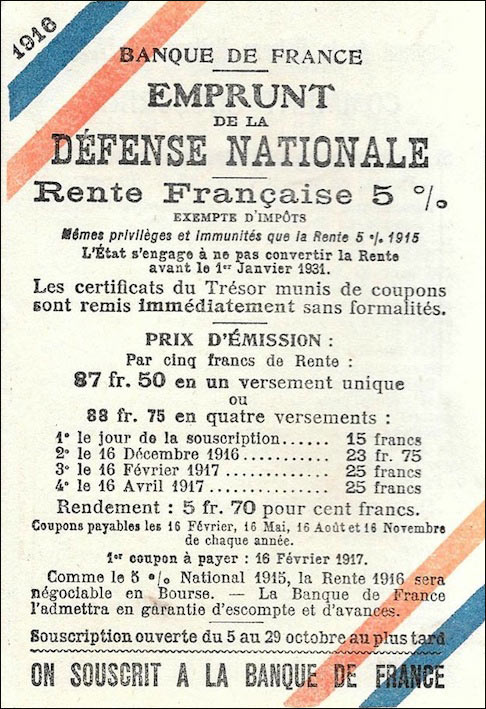 1916
BANQUE DE FRANCE
EMPRUNT
DE LA
DÉFENSE NATIONALE
Rente Française 5 %
EXEMPTE D'IMPÔTS
Mêmes privilèges et immunités que la Rente 5 % 1915
L'État s'engage à ne pas convertir la Rente
avant le 1er Janvier 1931.
Les certificats du Trésor munis de coupons
sont remis immédiatement sans formalités.
PRIX D'ÉMISSION :
Par cinq francs de Rente :
87 fr. 50 en un versement unique
ou
88 fr. 75 en quatre versements :
1° le jour de la souscription...... 15 francs
2° le 16 Décembre 1916............ 23 fr. 75
3° le 16 Février 1917............. 25 francs
4° le 16 Avril 1917............... 25 francs
Rendement : 5 fr. 70 pour cent francs.
Coupons payables les 16 Février, 16 Mai, 16 Août et 16 Novembre
de chaque année.
1er coupon à payer : 16 Février 1917.
Comme le 5 % National 1915, la Rente 1916 sera
négociable en Bourse. — La Banque de France
l'admettra en garantie d'escompte et d'avances.
Souscription ouverte du 5 au 29 octobre au plus tard
ON SOUSCRIT A LA BANQUE DE FRANCE